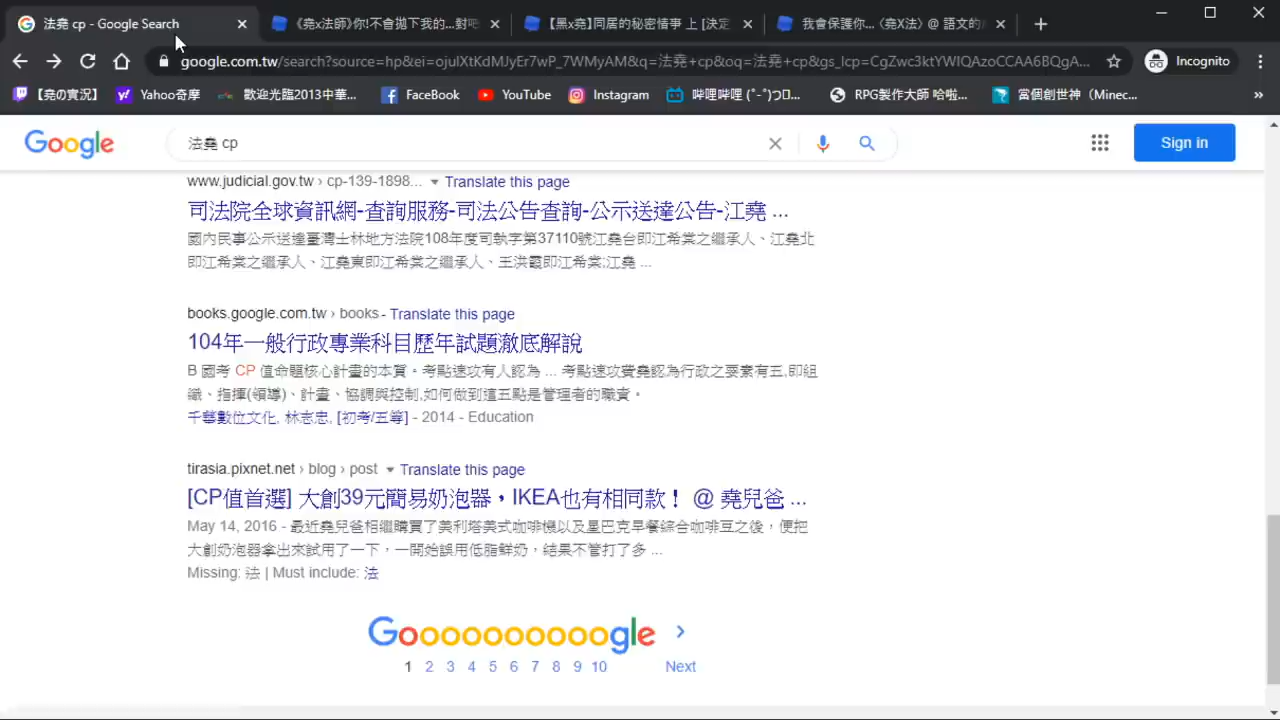 法堯 cp - Google Search
《堯x法師》你!不會拋下我的...對吧
【黑x堯】同居的秘密情事 上 [決定
我會保護你...《堯X法》@ 語文的
google.com.tw/search?source=hp&ei=ojuIXtKdMJyEr7wP_7WMyAM&q=法堯+cp&oq=法堯+cp&gs_lcp=CgZwc3ktYWIQAzoCCAA6BQgA...
Incognito
【堯の實況】
Yahoo奇摩
歡迎光臨2013中華...
FaceBook
YouTube
Instagram
嗶哩嗶哩 (゜-゜)つロ...
RPG製作大師 哈啦...
當個創世神（Minec...
»
Google
法堯 cp
Sign in
www.judicial.gov.tw › cp-139-1898... Translate this page
司法院全球資訊網-查詢服務-司法公告查詢-公示送達公告-江堯 ...
國內民事公示送達臺灣士林地方法院108年度司執字第37110號江堯台即江希棠之繼承人、江堯北
即江希棠之繼承人、江堯東即江希棠之繼承人、王洪霞即江希棠;江堯 ...
books.google.com.tw › books - Translate this page
104年一般行政專業科目歷年試題澈底解說
B 國考 CP 值命題核心計畫的本質。考點速攻有人認為 ... 考點速攻費堯認為行政之要素有五,即組
織、指揮(領導)、計畫、協調與控制,如何做到這五點是管理者的職責。
千華數位文化, 林志忠, [初考/五等] - 2014 - Education
tirasia.pixnet.net › blog › post Translate this page
[CP值首選] 大創39元簡易奶泡器，IKEA也有相同款！ @ 堯兒爸 ...
May 14, 2016 - 最近堯兒爸相繼購買了美利塔美式咖啡機以及星巴克早餐綜合咖啡豆之後，便把
大創奶泡器拿出來試用了一下，一開始誤用低脂鮮奶，結果不管打了多 ...
Missing: 法 | Must include: 法
Goooooooooogle
1 2 3 4 5 6 7 8 9 10 Next